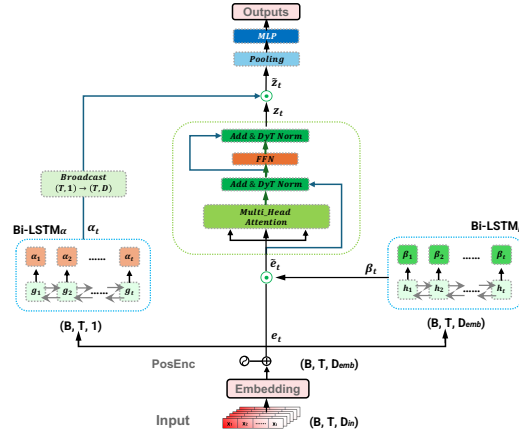 Outputs
MLP
Pooling
z̃ₜ
zₜ
Add & DyT Norm
FFN
Add & DyT Norm
Multi_Head
Attention
Broadcast
(T, 1) → (T, D)
Bi-LSTMα
αₜ
α₁ α₂ ...... αₜ
g₁ g₂ ...... gₜ
(B, T, 1)
ẽₜ
βₜ
Bi-LSTM
β₁ β₂ ...... βₜ
h₁ h₂ ...... hₜ
(B, T, Demb)
eₜ
PosEnc
(B, T, Demb)
Embedding
Input
x₁ x₂ ...... xₜ
(B, T, Din)